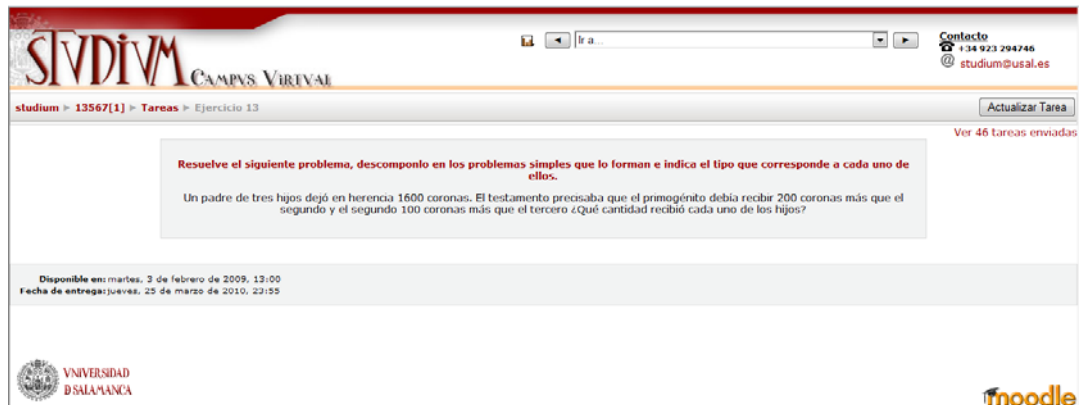 STVDIVM
CAMPVS VIRTVAL
Ir a...
Contacto
+34 923 294746
@ studium@usal.es
studium ► 13567[1] ► Tareas ► Ejercicio 13
Actualizar Tarea
Ver 46 tareas enviadas
Resuelve el siguiente problema, descomponlo en los problemas simples que lo forman e indica el tipo que corresponde a cada uno de
ellos.
Un padre de tres hijos dejó en herencia 1600 coronas. El testamento precisaba que el primogénito debía recibir 200 coronas más que el
segundo y el segundo 100 coronas más que el tercero ¿Qué cantidad recibió cada uno de los hijos?
Disponible en: martes, 3 de febrero de 2009, 13:00
Fecha de entrega: jueves, 25 de marzo de 2010, 23:55
VNIVERSIDAD
D SALAMANCA
moodle